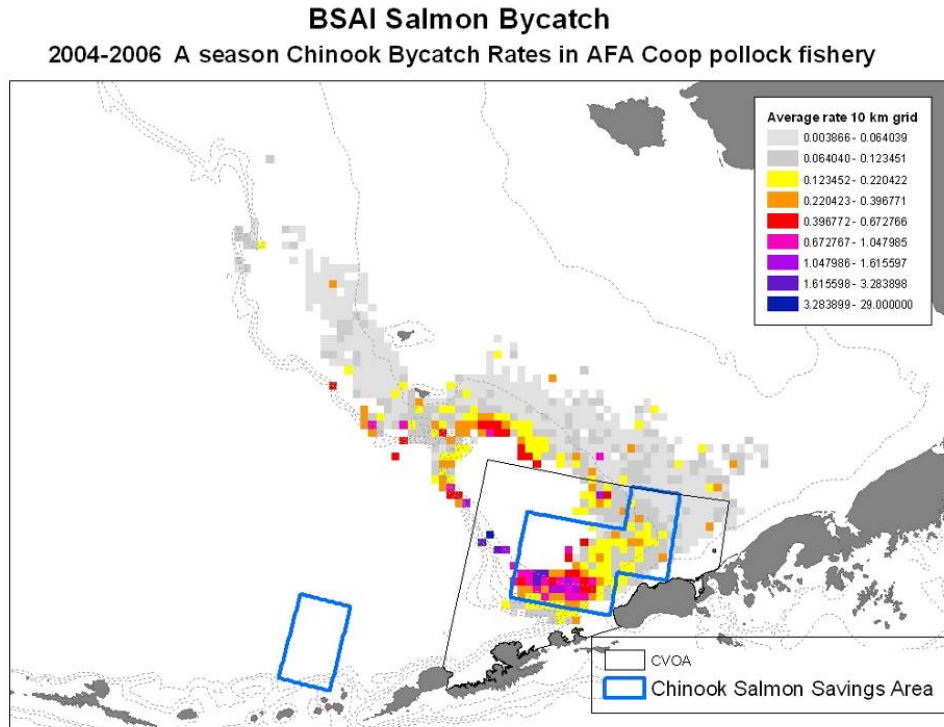 BSAI Salmon Bycatch
2004-2006 A season Chinook Bycatch Rates in AFA Coop pollock fishery
Average rate 10 km grid
0.003866 - 0.064039
0.064040 - 0.123451
0.123452 - 0.220422
0.220423 - 0.396771
0.396772 - 0.672766
0.672767 - 1.047985
1.047986 - 1.615597
1.615598 - 3.283898
3.283899 - 29.000000
CVOA
Chinook Salmon Savings Area